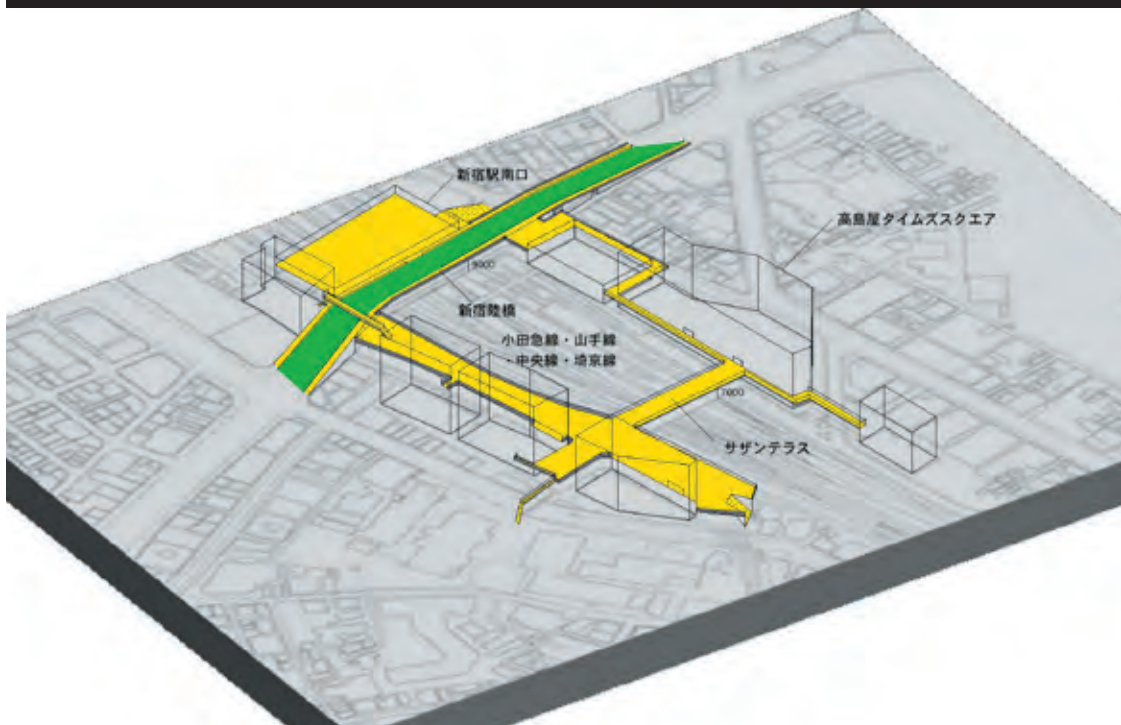 新宿駅南口
高島屋タイムズスクエア
新宿陸橋
小田急線・山手線
・中央線・埼京線
サザンテラス